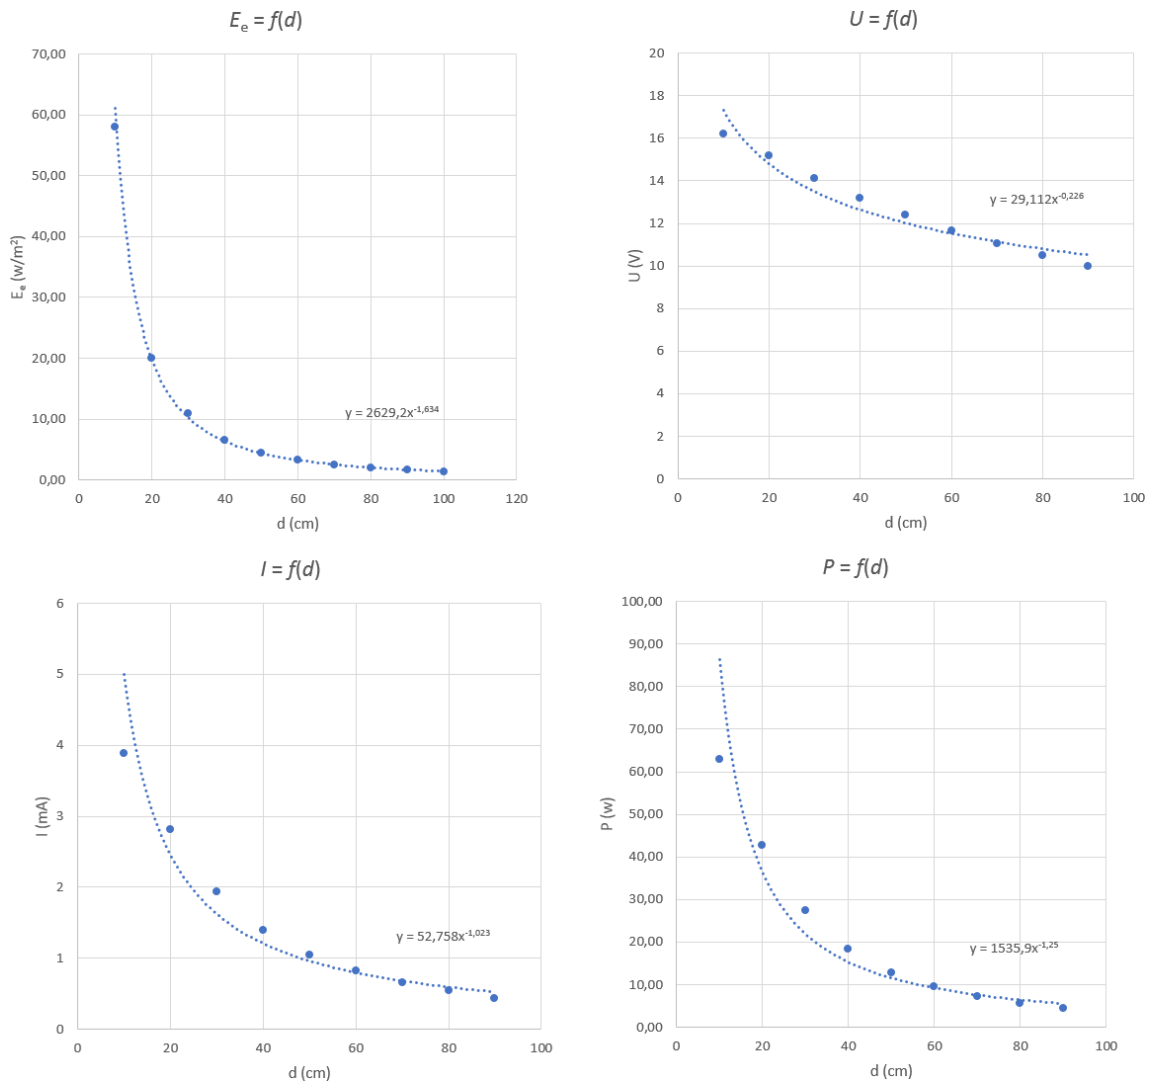 Ee = f(d)
70,00
60,00
50,00
40,00
30,00
20,00
10,00
0,00
0 20 40 60 80 100 120
Ee (w/m²)
d (cm)
y = 2629,2x-1,634
U = f(d)
20
18
16
14
12
10
8
6
4
2
0
0 20 40 60 80 100
U (V)
d (cm)
y = 29,112x-0,226
I = f(d)
6
5
4
3
2
1
0
0 20 40 60 80 100
I (mA)
d (cm)
y = 52,758x-1,023
P = f(d)
100,00
90,00
80,00
70,00
60,00
50,00
40,00
30,00
20,00
10,00
0,00
0 20 40 60 80 100
P (w)
d (cm)
y = 1535,9x-1,25